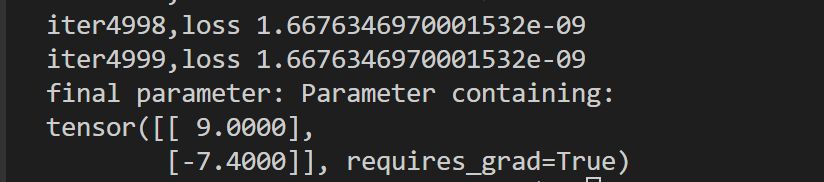 iter4998,loss 1.6676346970001532e-09
iter4999,loss 1.6676346970001532e-09
final parameter: Parameter containing:
tensor([[ 9.0000],
        [-7.4000]], requires_grad=True)